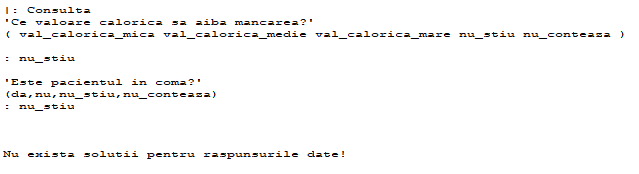 |: Consulta
'Ce valoare calorica sa aiba mancarea?'
( val_calorica_mica val_calorica_medie val_calorica_mare nu_stiu nu_conteaza )
: nu_stiu
'Este pacientul in coma?'
(da,nu,nu_stiu,nu_conteaza)
: nu_stiu
Nu exista solutii pentru raspunsurile date!